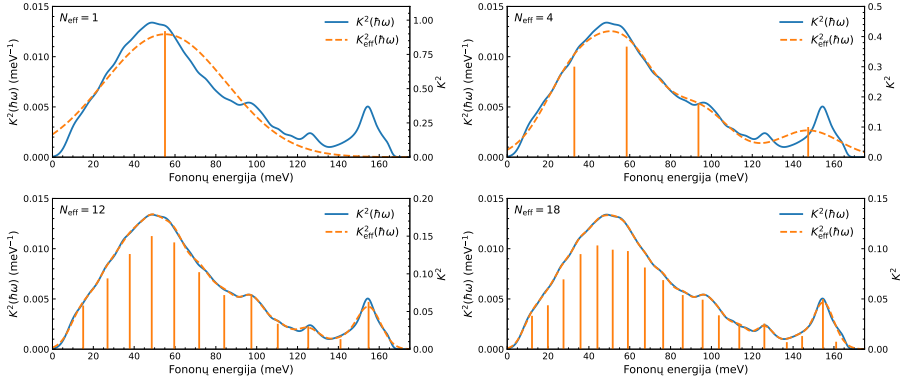 N_eff = 1
K²(ħω)
K²_eff(ħω)
0.015
0.010
0.005
0.000
K²(ħω) (meV⁻¹)
1.00
0.75
0.50
0.25
0.00
K²
0 20 40 60 80 100 120 140 160
Fononų energija (meV)
N_eff = 4
K²(ħω)
K²_eff(ħω)
0.015
0.010
0.005
0.000
K²(ħω) (meV⁻¹)
0.5
0.4
0.3
0.2
0.1
0.0
K²
0 20 40 60 80 100 120 140 160
Fononų energija (meV)
N_eff = 12
K²(ħω)
K²_eff(ħω)
0.015
0.010
0.005
0.000
K²(ħω) (meV⁻¹)
0.20
0.15
0.10
0.05
0.00
K²
0 20 40 60 80 100 120 140 160
Fononų energija (meV)
N_eff = 18
K²(ħω)
K²_eff(ħω)
0.015
0.010
0.005
0.000
K²(ħω) (meV⁻¹)
0.15
0.10
0.05
0.00
K²
0 20 40 60 80 100 120 140 160
Fononų energija (meV)